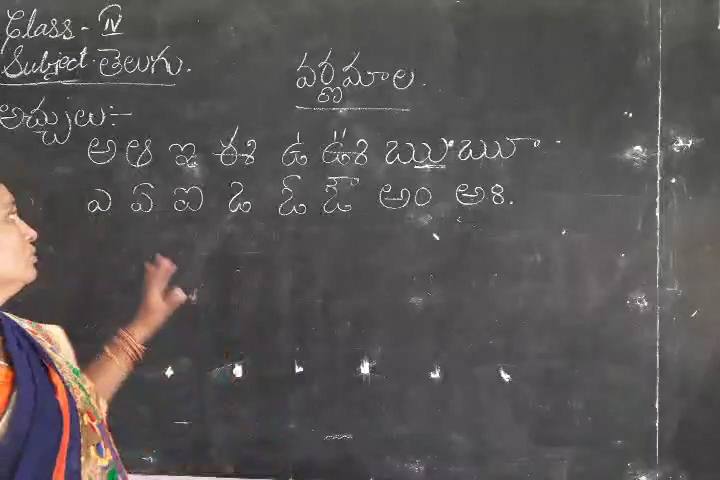 Class - IV
Subject- తెలుగు.
వర్ణమాల.
అచ్చులు:-
అ ఆ ఇ ఈ ఉ ఊ ఋ ౠ
ఎ ఏ ఐ ఒ ఓ ఔ అం అః.